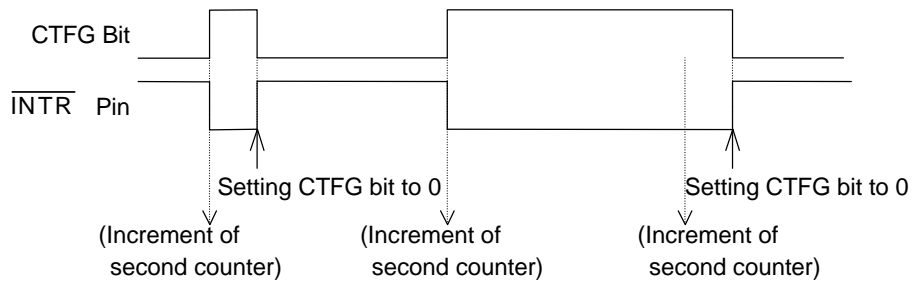 CTFG Bit
INTR Pin
Setting CTFG bit to 0
Setting CTFG bit to 0
(Increment of
second counter)
(Increment of
second counter)
(Increment of
second counter)